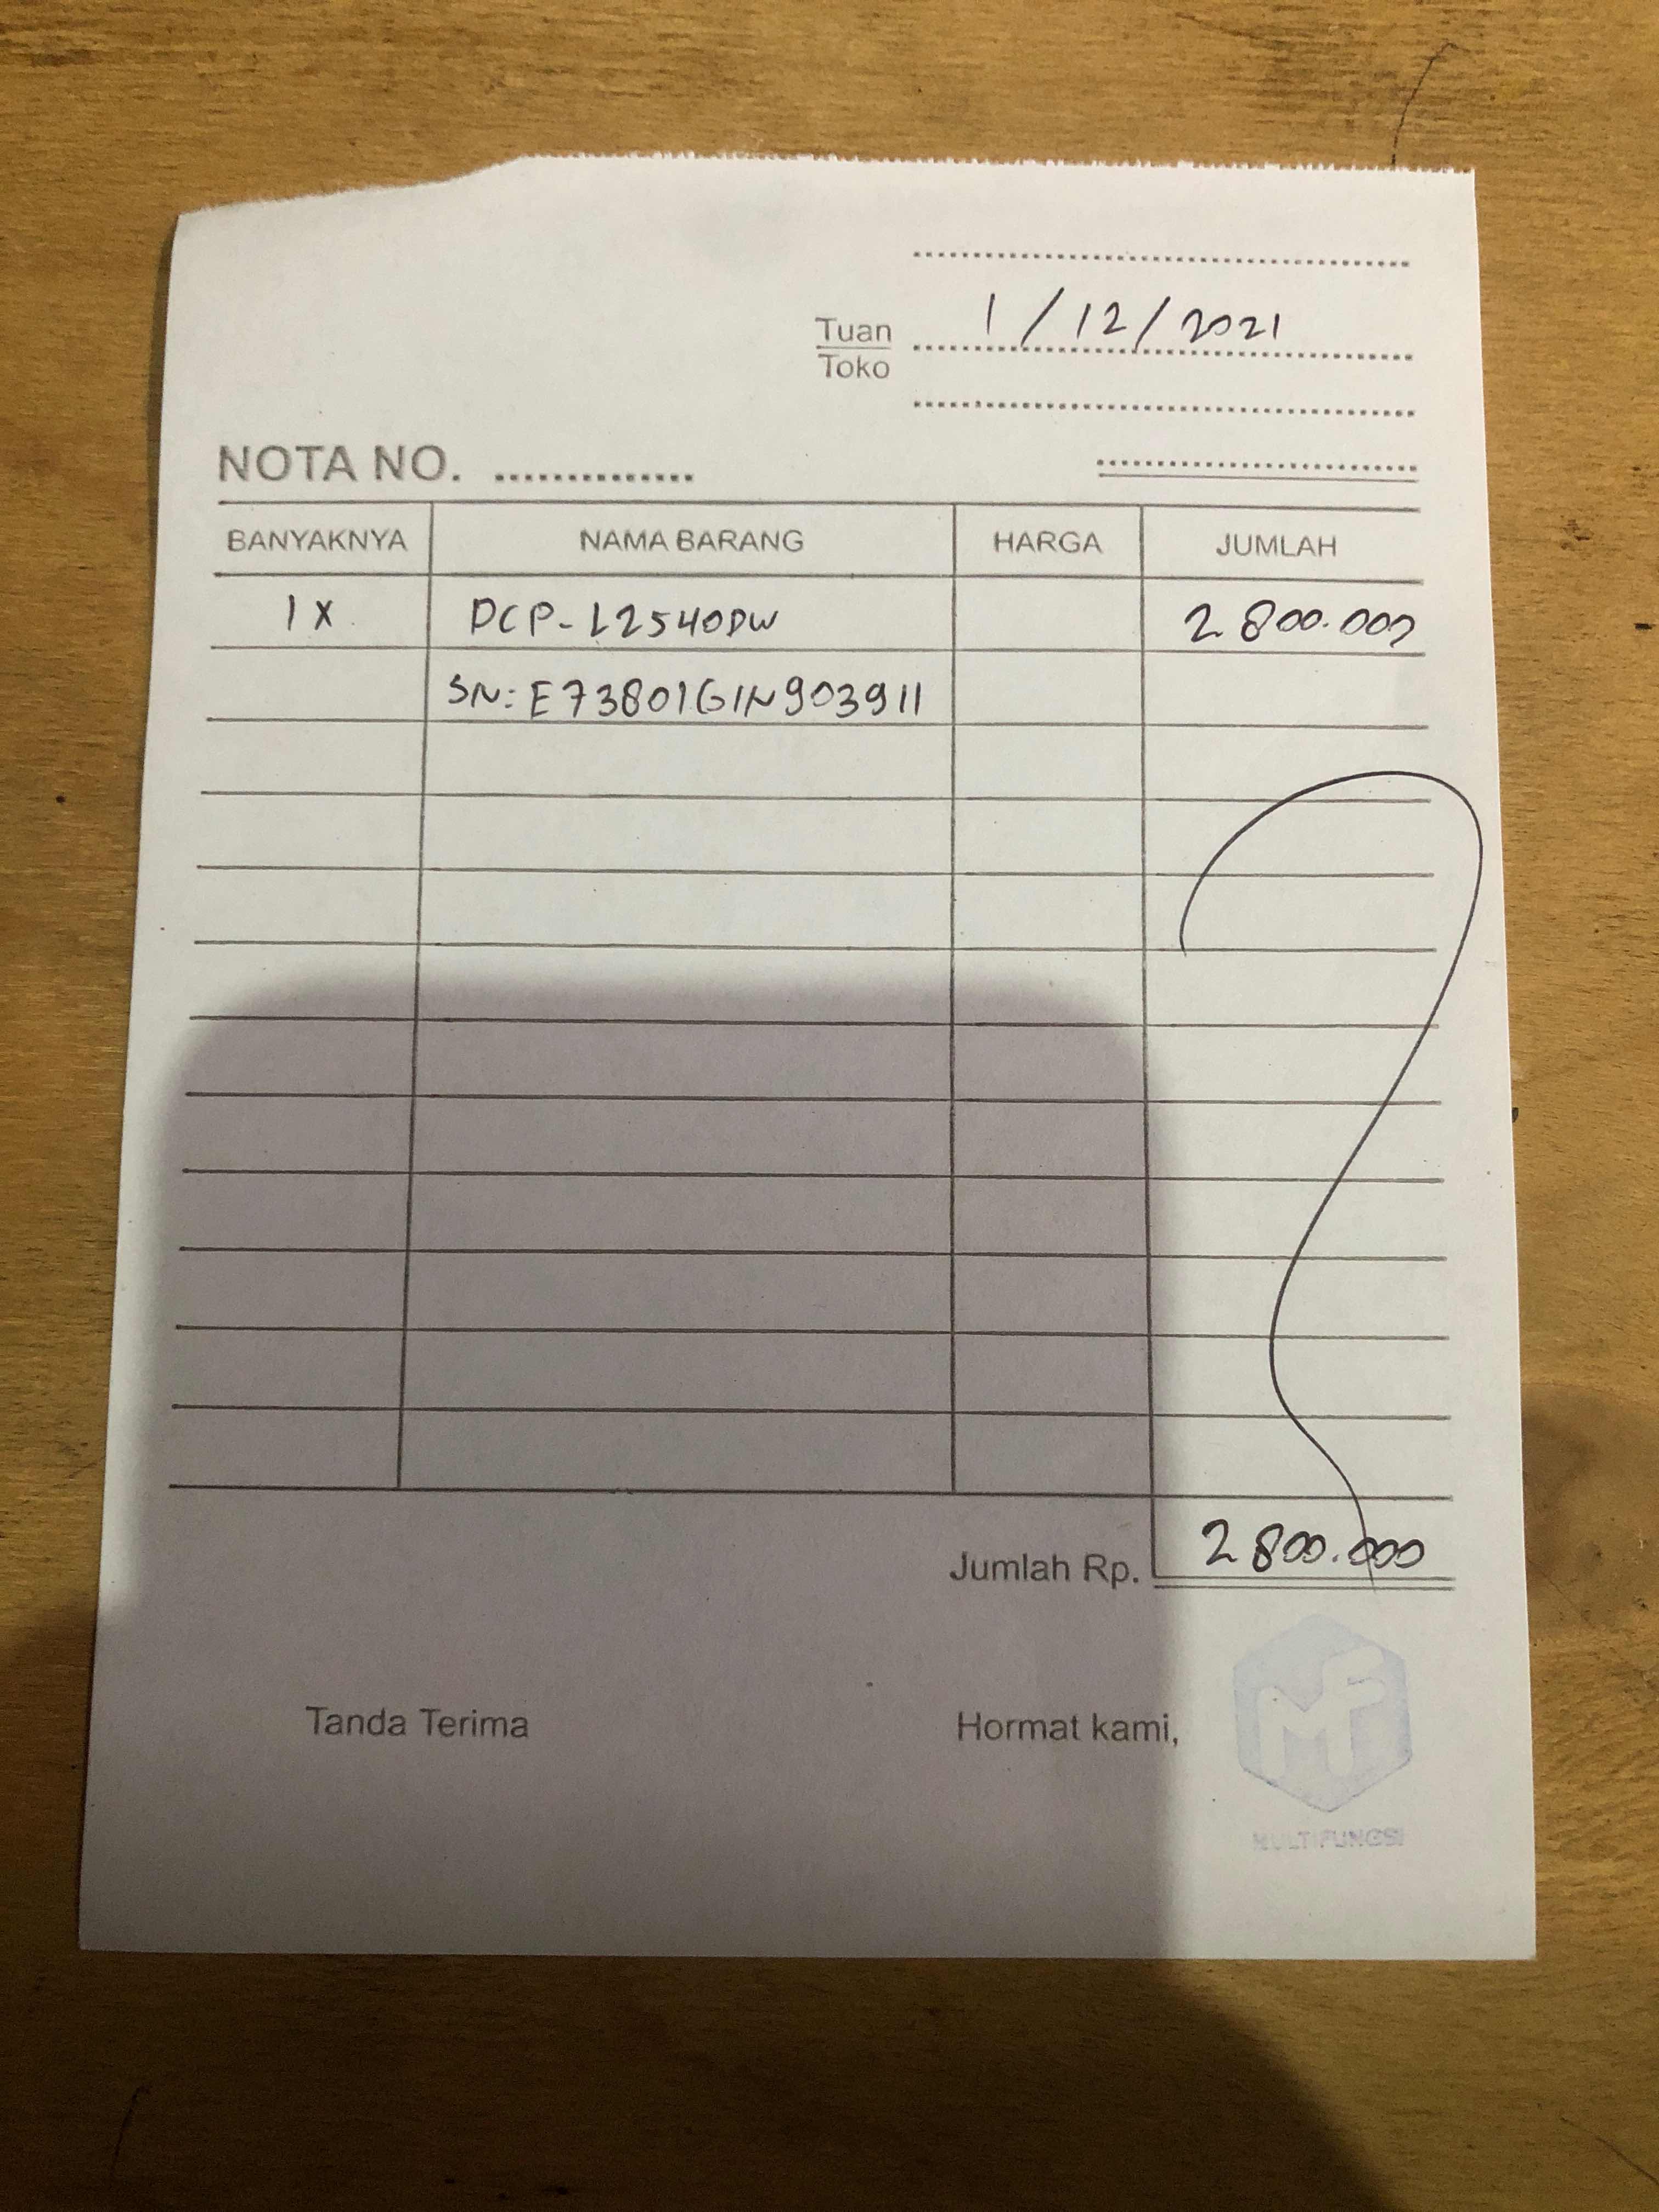 1/12/2021
Tuan
Toko
NOTA NO. ..............
BANYAKNYA NAMA BARANG HARGA JUMLAH
1X DCP-L2540DW 2 800.000
SN: E73801G1N903911
Jumlah Rp. 2 800.000
Tanda Terima Hormat kami,
MF
MULTIFUNGSI